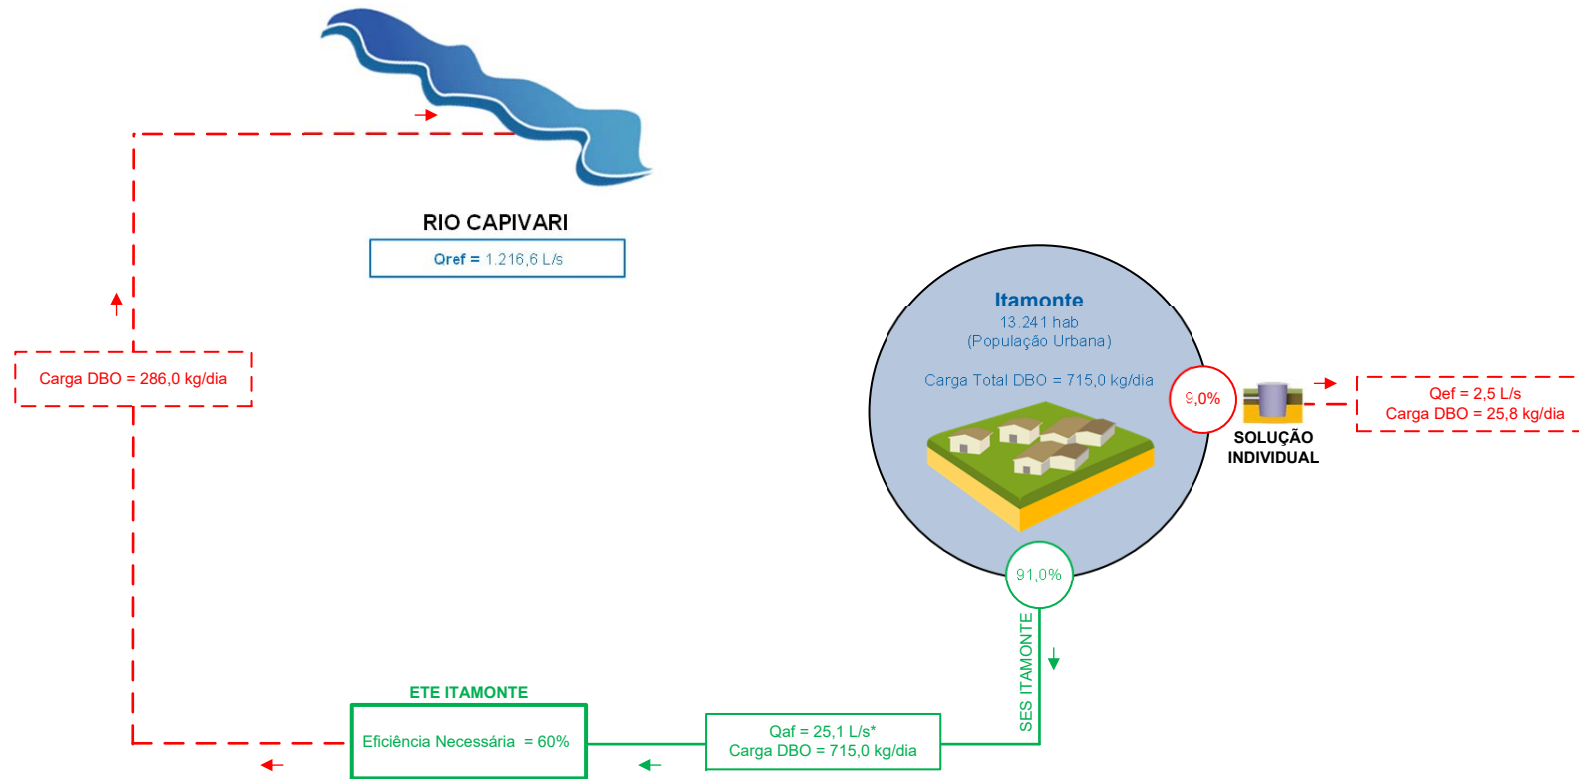 RIO CAPIVARI
Qref = 1.216,6 L/s
Itamonte
13.241 hab
(População Urbana)
Carga Total DBO = 715,0 kg/dia
9,0%
SOLUÇÃO
INDIVIDUAL
Qef = 2,5 L/s
Carga DBO = 25,8 kg/dia
Carga DBO = 286,0 kg/dia
91,0%
SES ITAMONTE
ETE ITAMONTE
Eficiência Necessária = 60%
Qaf = 25,1 L/s*
Carga DBO = 715,0 kg/dia